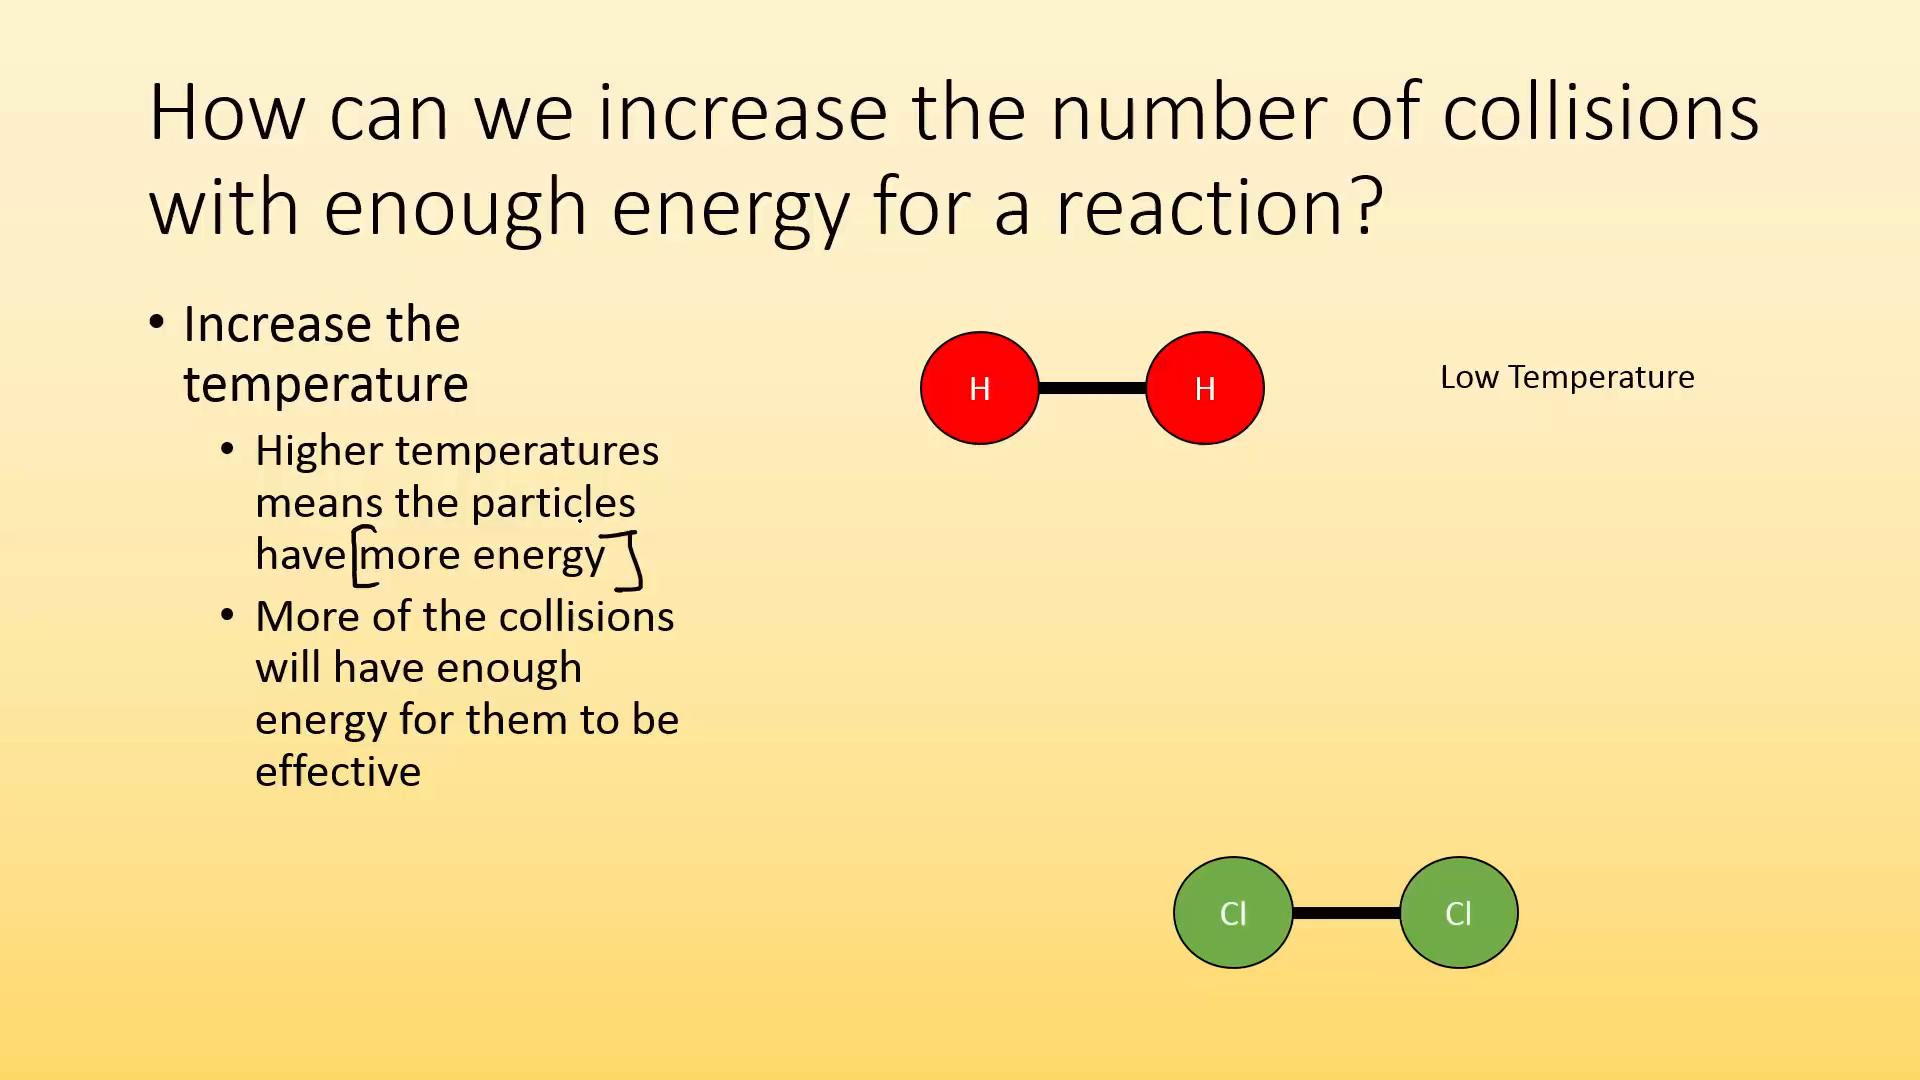 How can we increase the number of collisions
with enough energy for a reaction?
• Increase the
temperature
• Higher temperatures
means the particles
have [more energy]
• More of the collisions
will have enough
energy for them to be
effective
H H
Low Temperature
Cl Cl